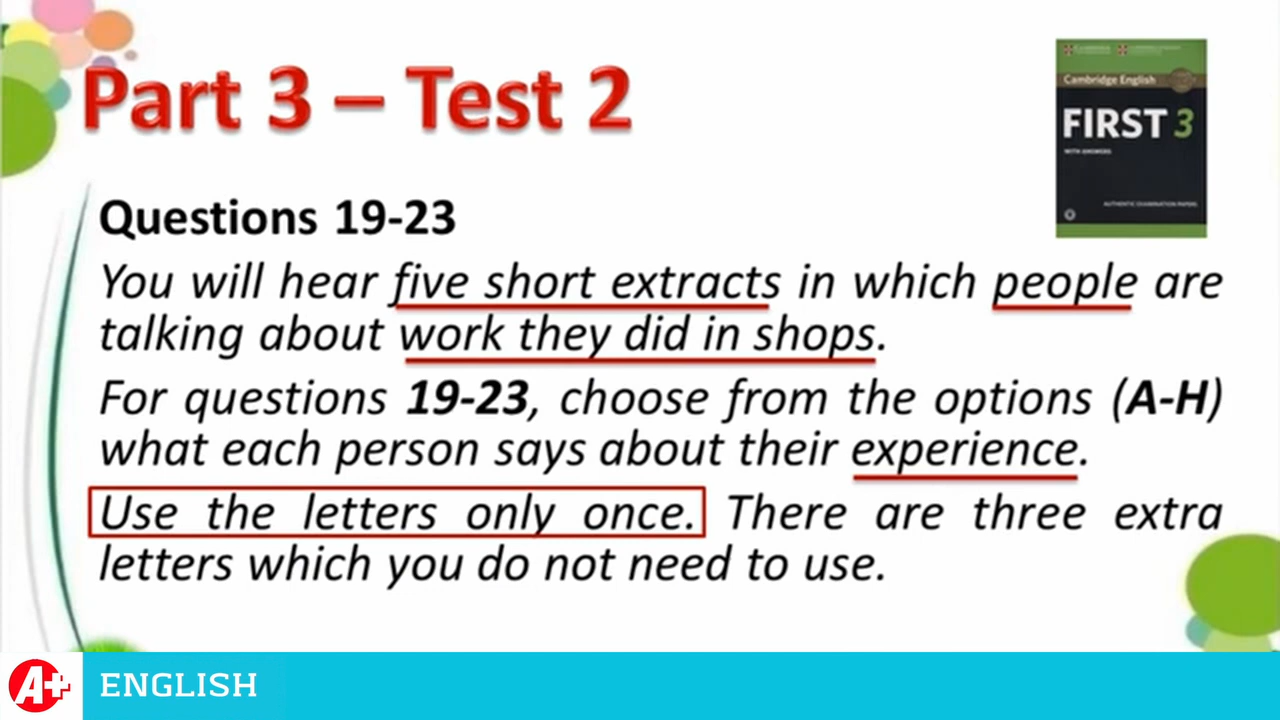 Part 3 – Test 2
Cambridge English
FIRST 3
WITH ANSWERS
AUTHENTIC EXAMINATION PAPERS
Questions 19-23
You will hear five short extracts in which people are
talking about work they did in shops.
For questions 19-23, choose from the options (A-H)
what each person says about their experience.
Use the letters only once. There are three extra
letters which you do not need to use.
A+ ENGLISH